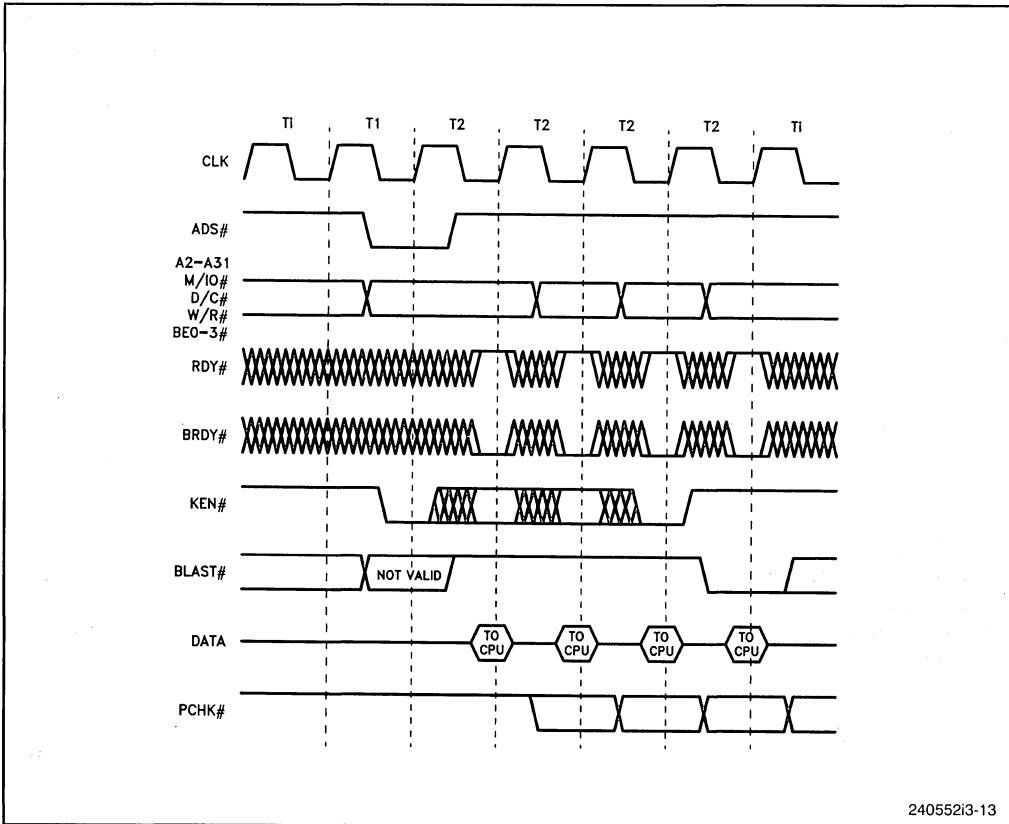 Ti T1 T2 T2 T2 T2 Ti
CLK
ADS#
A2-A31
M/IO#
D/C#
W/R#
BE0-3#
RDY#
BRDY#
KEN#
BLAST# NOT VALID
DATA TO CPU TO CPU TO CPU TO CPU
PCHK#
240552i3-13